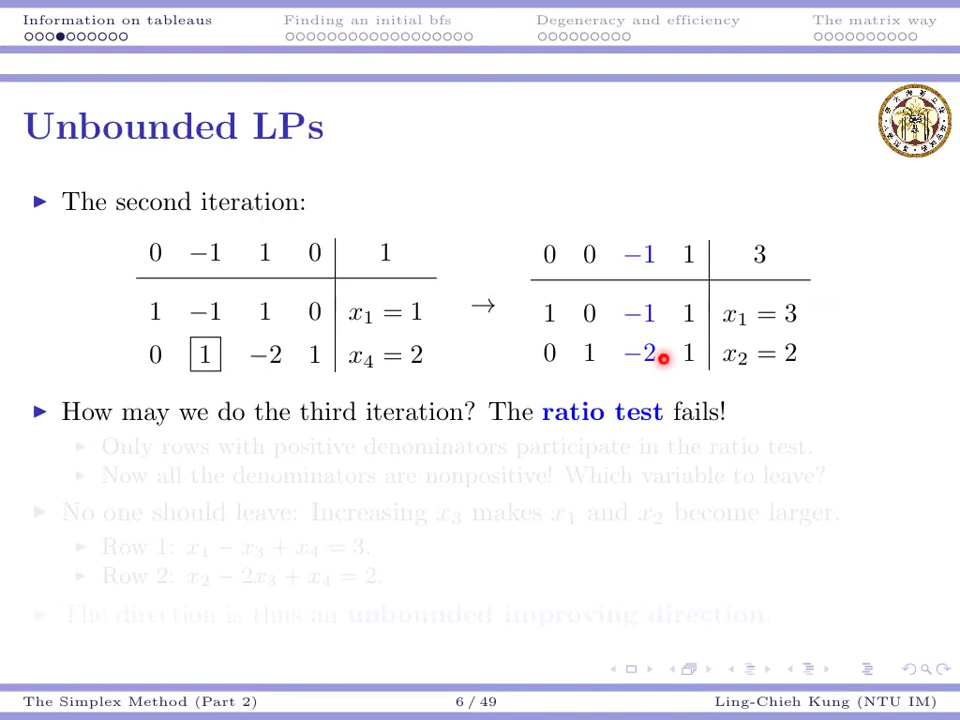 Information on tableaus Finding an initial bfs Degeneracy and efficiency The matrix way
Unbounded LPs
▶ The second iteration:
0 −1 1 0 1
1 −1 1 0 x₁ = 1
0 1 −2 1 x₄ = 2
→
0 0 −1 1 3
1 0 −1 1 x₁ = 3
0 1 −2 1 x₂ = 2
▶ How may we do the third iteration? The ratio test fails!
▶ Only rows with positive denominators participate in the ratio test.
▶ Now all the denominators are nonpositive! Which variable to leave?
▶ No one should leave: Increasing x₃ makes x₁ and x₂ become larger.
▶ Row 1: x₁ − x₃ + x₄ = 3.
▶ Row 2: x₂ − 2x₃ + x₄ = 2.
▶ The direction is thus an unbounded improving direction.
The Simplex Method (Part 2) 6 / 49 Ling-Chieh Kung (NTU IM)